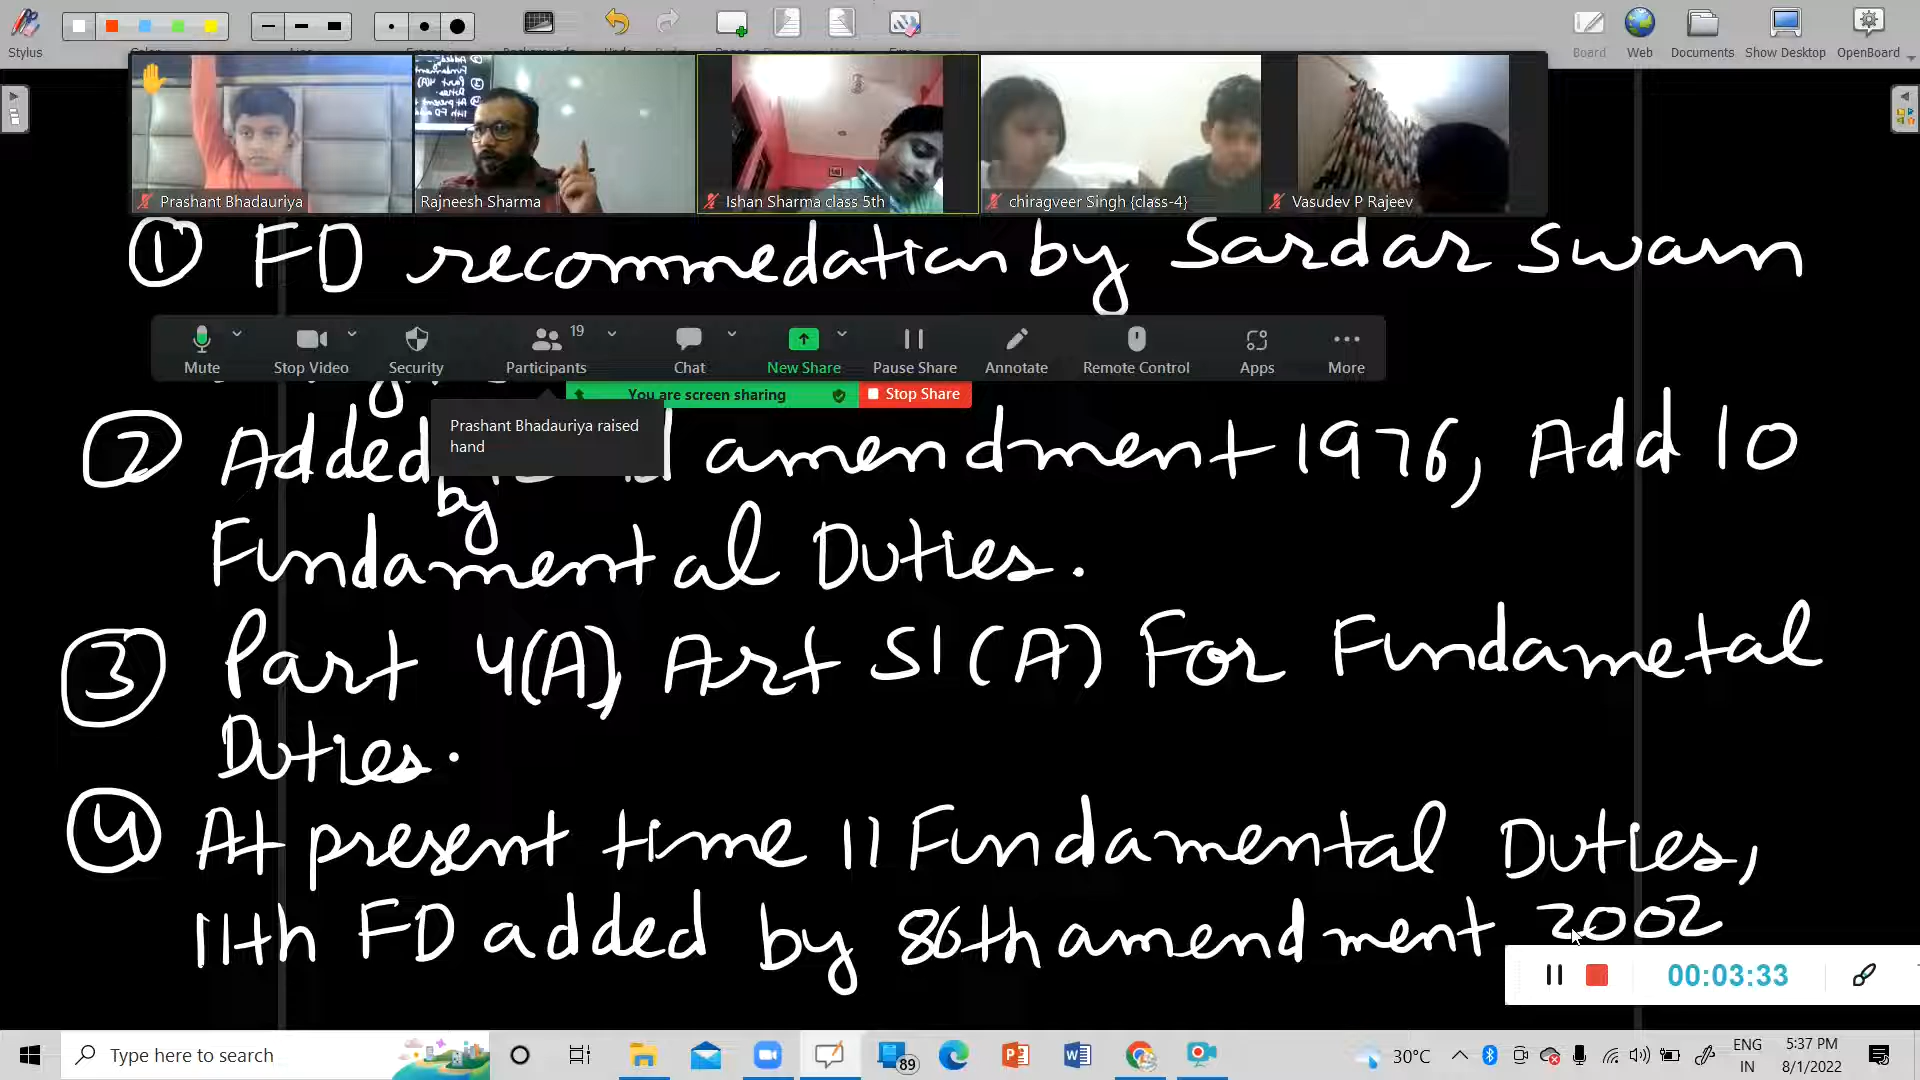 Stylus
Board
Web
Documents
Show Desktop
OpenBoard
Prashant Bhadauriya
Rajneesh Sharma
Ishan Sharma class 5th
chiragveer Singh {class-4}
Vasudev P Rajeev
① FD recommedation by Sardar Swarn
Mute
Stop Video
Security
Participants
19
Chat
New Share
Pause Share
Annotate
Remote Control
Apps
More
You are screen sharing
Stop Share
Prashant Bhadauriya raised
hand
② Added amendment 1976, Add 10
by
Fundamental Duties.
③ Part 4(A), Art 51(A) For Fundametal
Duties.
④ At present time 11 Fundamental Duties,
11th FD added by 86th amendment 2002
00:03:33
Type here to search
89
30°C
ENG
IN
5:37 PM
8/1/2022